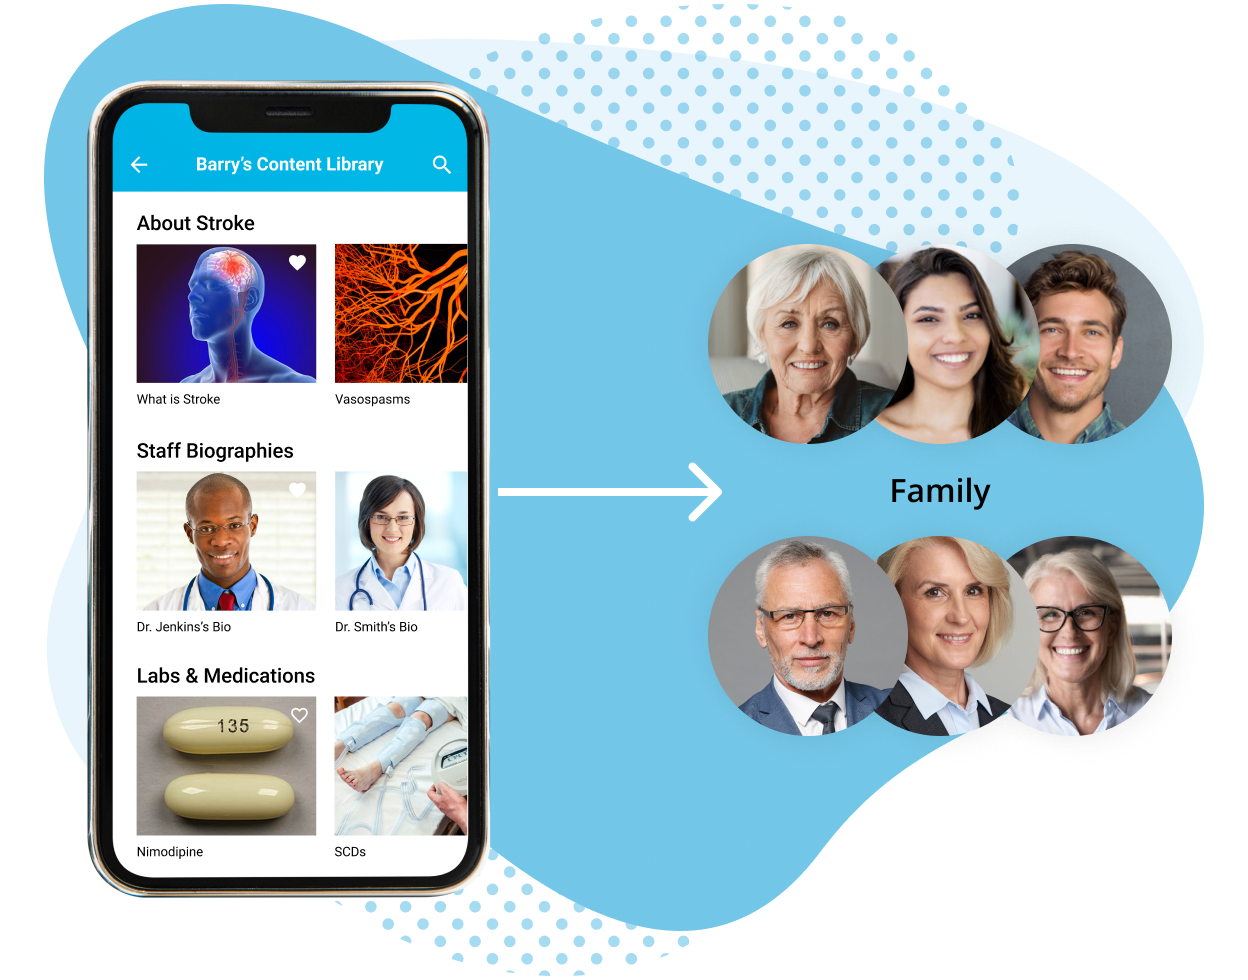 Barry's Content Library
About Stroke
What is Stroke
Vasospasms
Staff Biographies
Dr. Jenkins's Bio
Dr. Smith's Bio
Labs & Medications
135
Nimodipine
SCDs
Family